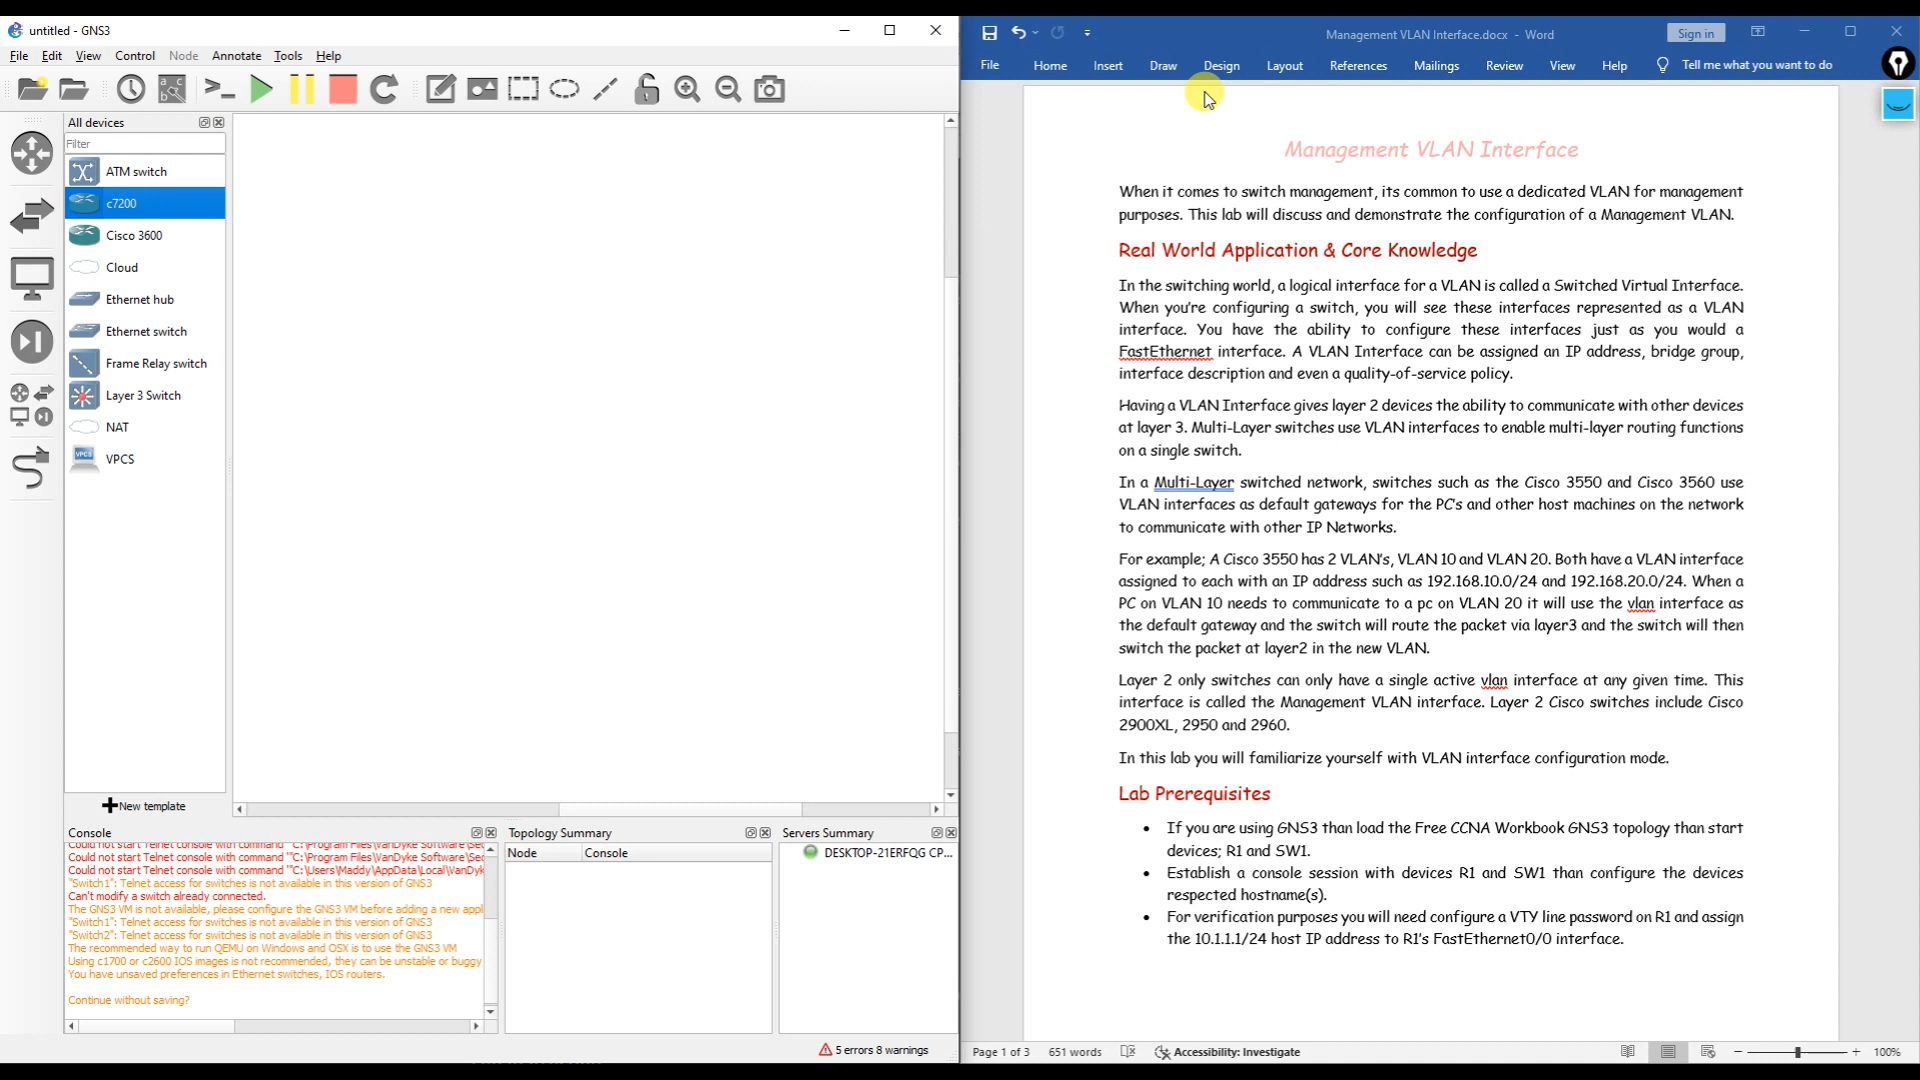 untitled - GNS3
File Edit View Control Node Annotate Tools Help
All devices
Filter
ATM switch
c7200
Cisco 3600
Cloud
Ethernet hub
Ethernet switch
Frame Relay switch
Layer 3 Switch
NAT
VPCS
New template
Console
Could not start Telnet console with command '"C:\Program Files\VanDyke Software\Sec
Could not start Telnet console with command '"C:\Program Files\VanDyke Software\Sec
Could not start Telnet console with command '"C:\Users\Maddy\AppData\Local\VanDyk
"Switch1": Telnet access for switches is not available in this version of GNS3
Can't modify a switch already connected.
The GNS3 VM is not available, please configure the GNS3 VM before adding a new appl
"Switch1": Telnet access for switches is not available in this version of GNS3
"Switch2": Telnet access for switches is not available in this version of GNS3
The recommended way to run QEMU on Windows and OSX is to use the GNS3 VM
Using c1700 or c2600 IOS images is not recommended, they can be unstable or buggy
You have unsaved preferences in Ethernet switches, IOS routers.
Continue without saving?
Topology Summary
Node Console
Servers Summary
DESKTOP-21ERFQG CP...
5 errors 8 warnings
Management VLAN Interface.docx - Word
Sign in
File Home Insert Draw Design Layout References Mailings Review View Help Tell me what you want to do
Management VLAN Interface
When it comes to switch management, its common to use a dedicated VLAN for management
purposes. This lab will discuss and demonstrate the configuration of a Management VLAN.
Real World Application & Core Knowledge
In the switching world, a logical interface for a VLAN is called a Switched Virtual Interface.
When you're configuring a switch, you will see these interfaces represented as a VLAN
interface. You have the ability to configure these interfaces just as you would a
FastEthernet interface. A VLAN Interface can be assigned an IP address, bridge group,
interface description and even a quality-of-service policy.
Having a VLAN Interface gives layer 2 devices the ability to communicate with other devices
at layer 3. Multi-Layer switches use VLAN interfaces to enable multi-layer routing functions
on a single switch.
In a Multi-Layer switched network, switches such as the Cisco 3550 and Cisco 3560 use
VLAN interfaces as default gateways for the PC's and other host machines on the network
to communicate with other IP Networks.
For example; A Cisco 3550 has 2 VLAN's, VLAN 10 and VLAN 20. Both have a VLAN interface
assigned to each with an IP address such as 192.168.10.0/24 and 192.168.20.0/24. When a
PC on VLAN 10 needs to communicate to a pc on VLAN 20 it will use the vlan interface as
the default gateway and the switch will route the packet via layer3 and the switch will then
switch the packet at layer2 in the new VLAN.
Layer 2 only switches can only have a single active vlan interface at any given time. This
interface is called the Management VLAN interface. Layer 2 Cisco switches include Cisco
2900XL, 2950 and 2960.
In this lab you will familiarize yourself with VLAN interface configuration mode.
Lab Prerequisites
• If you are using GNS3 than load the Free CCNA Workbook GNS3 topology than start
devices; R1 and SW1.
• Establish a console session with devices R1 and SW1 than configure the devices
respected hostname(s).
• For verification purposes you will need configure a VTY line password on R1 and assign
the 10.1.1.1/24 host IP address to R1's FastEthernet0/0 interface.
Page 1 of 3 651 words Accessibility: Investigate 100%